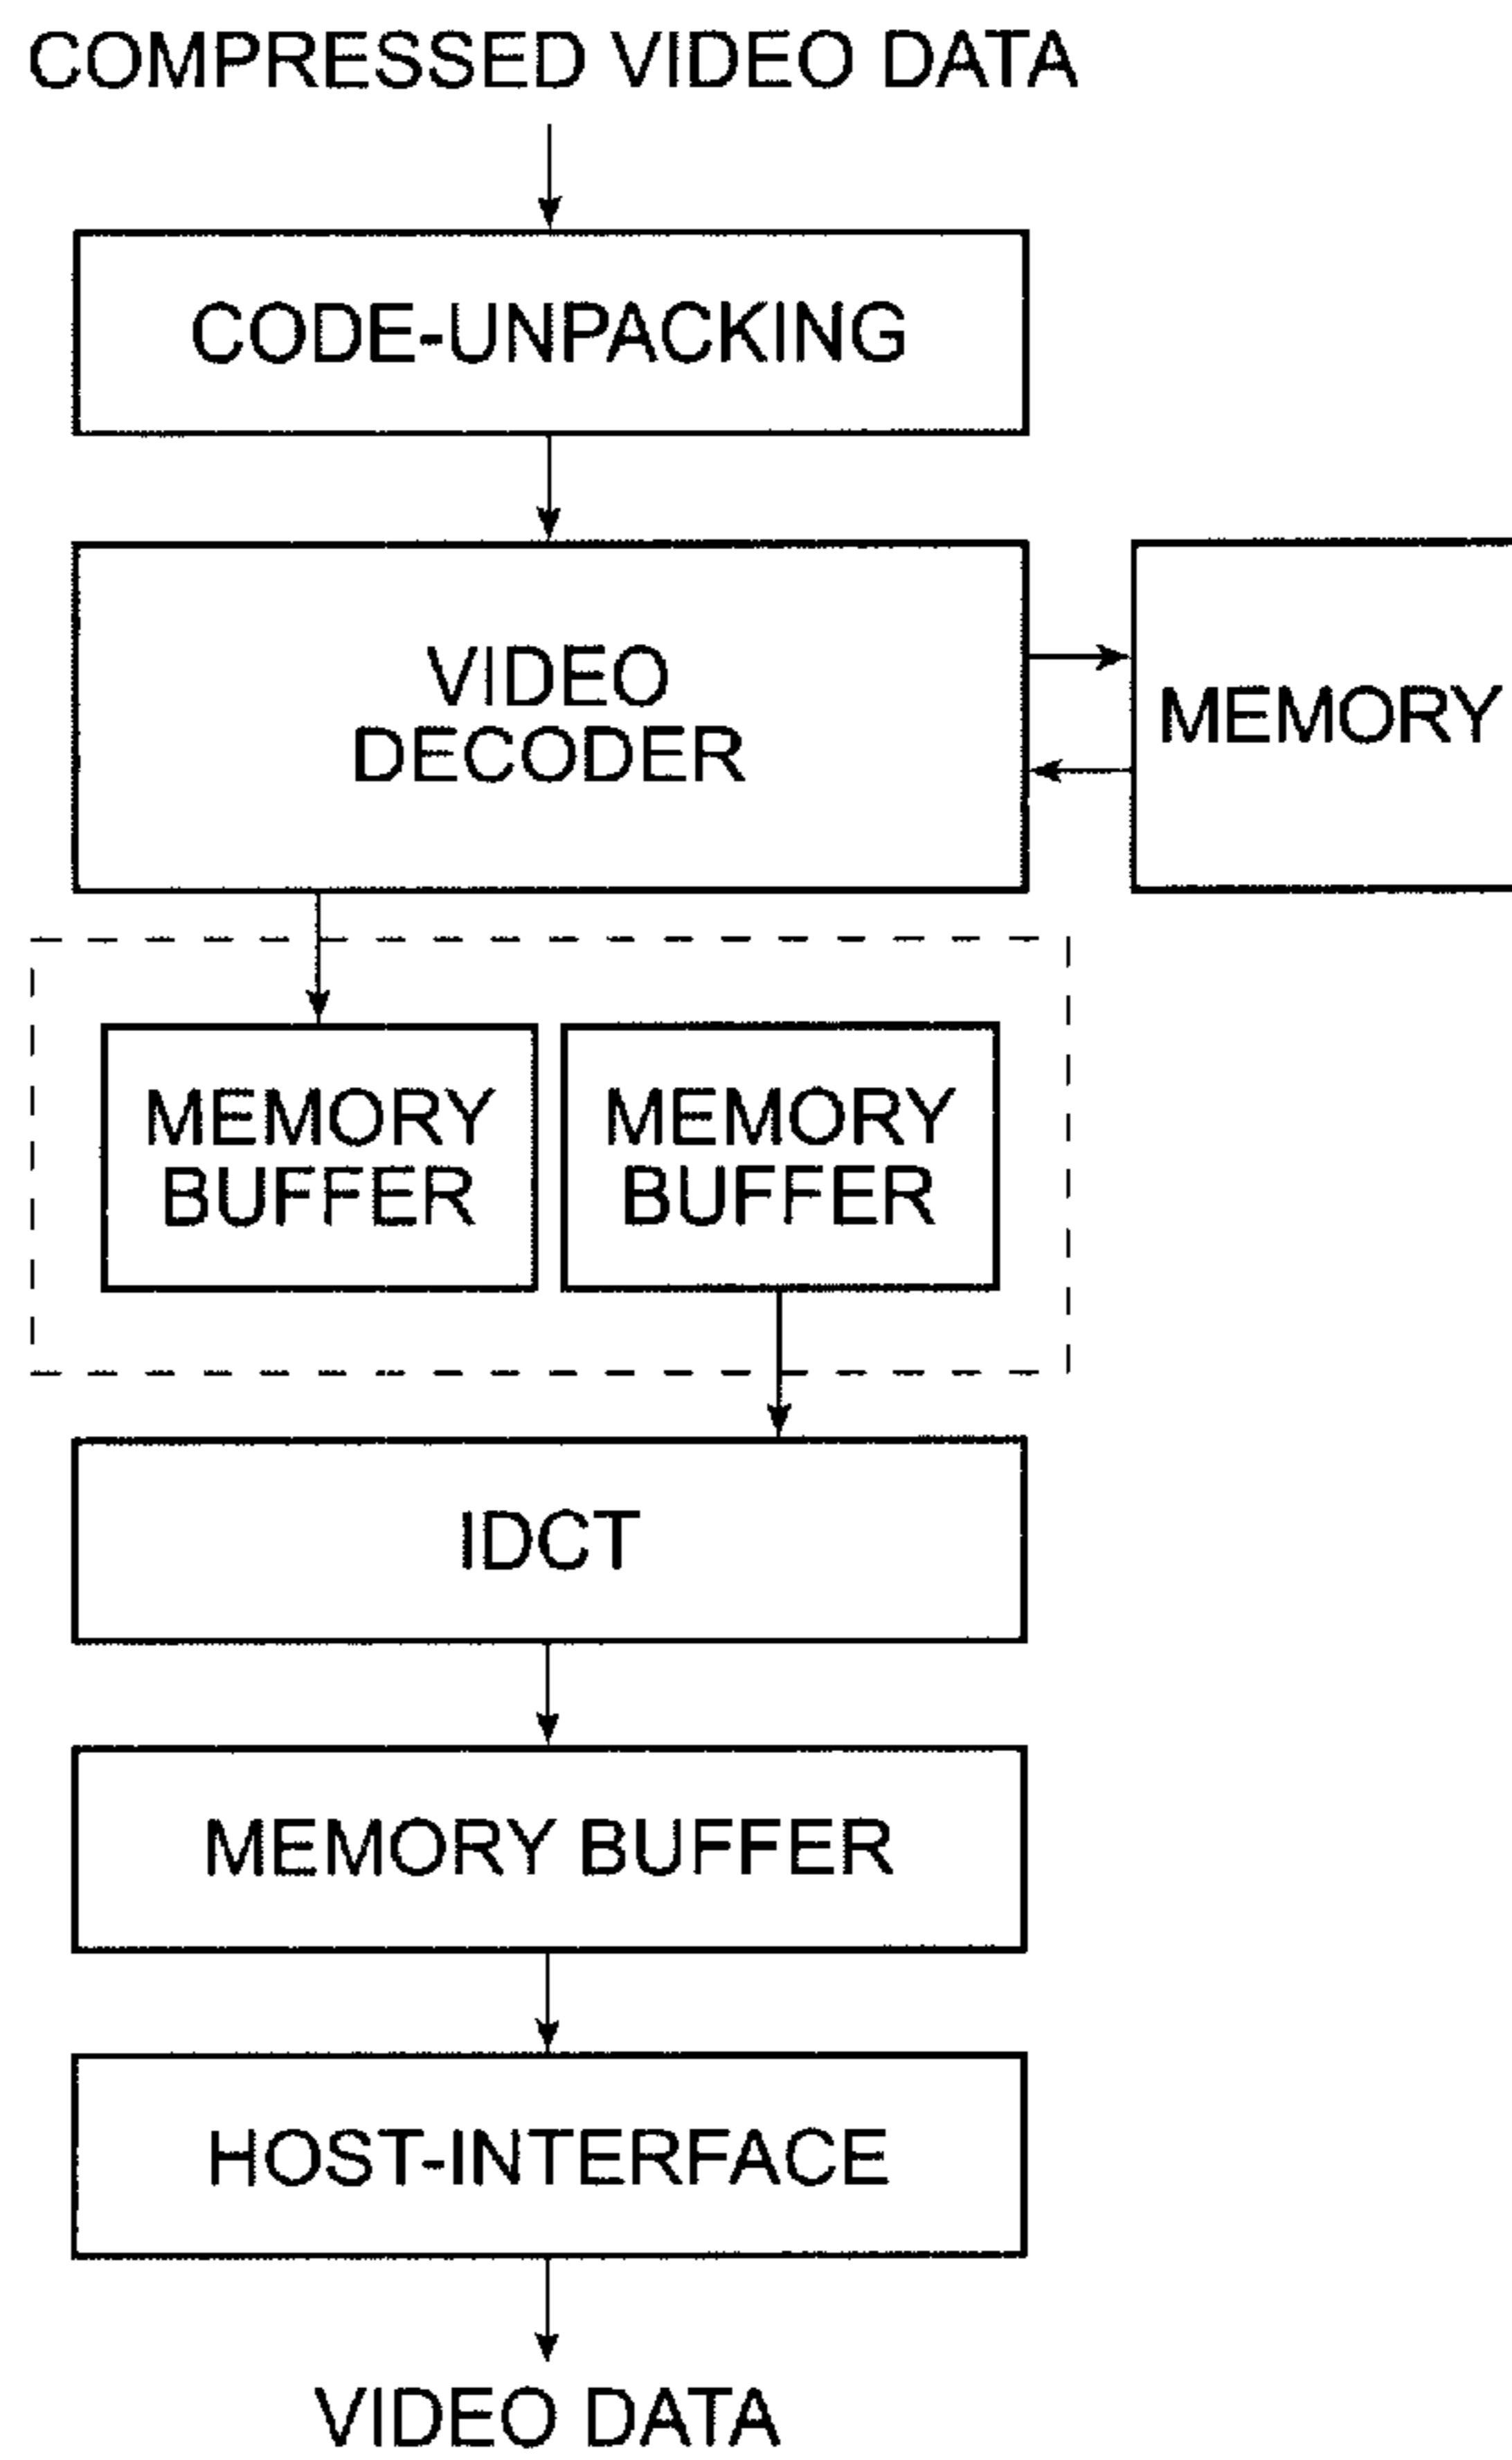 COMPRESSED VIDEO DATA
CODE-UNPACKING
VIDEO
DECODER
MEMORY
MEMORY
BUFFER
MEMORY
BUFFER
IDCT
MEMORY BUFFER
HOST-INTERFACE
VIDEO DATA